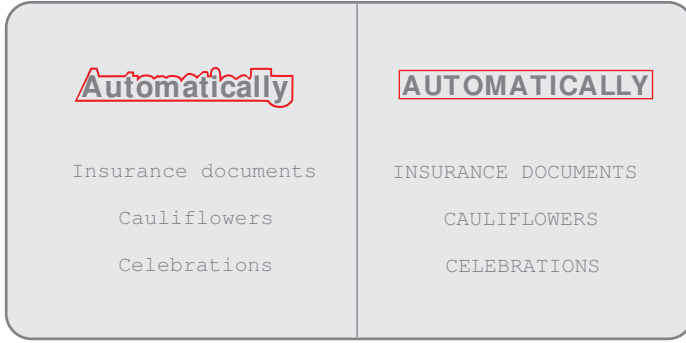 Automatically
Insurance documents
Cauliflowers
Celebrations
AUTOMATICALLY
INSURANCE DOCUMENTS
CAULIFLOWERS
CELEBRATIONS